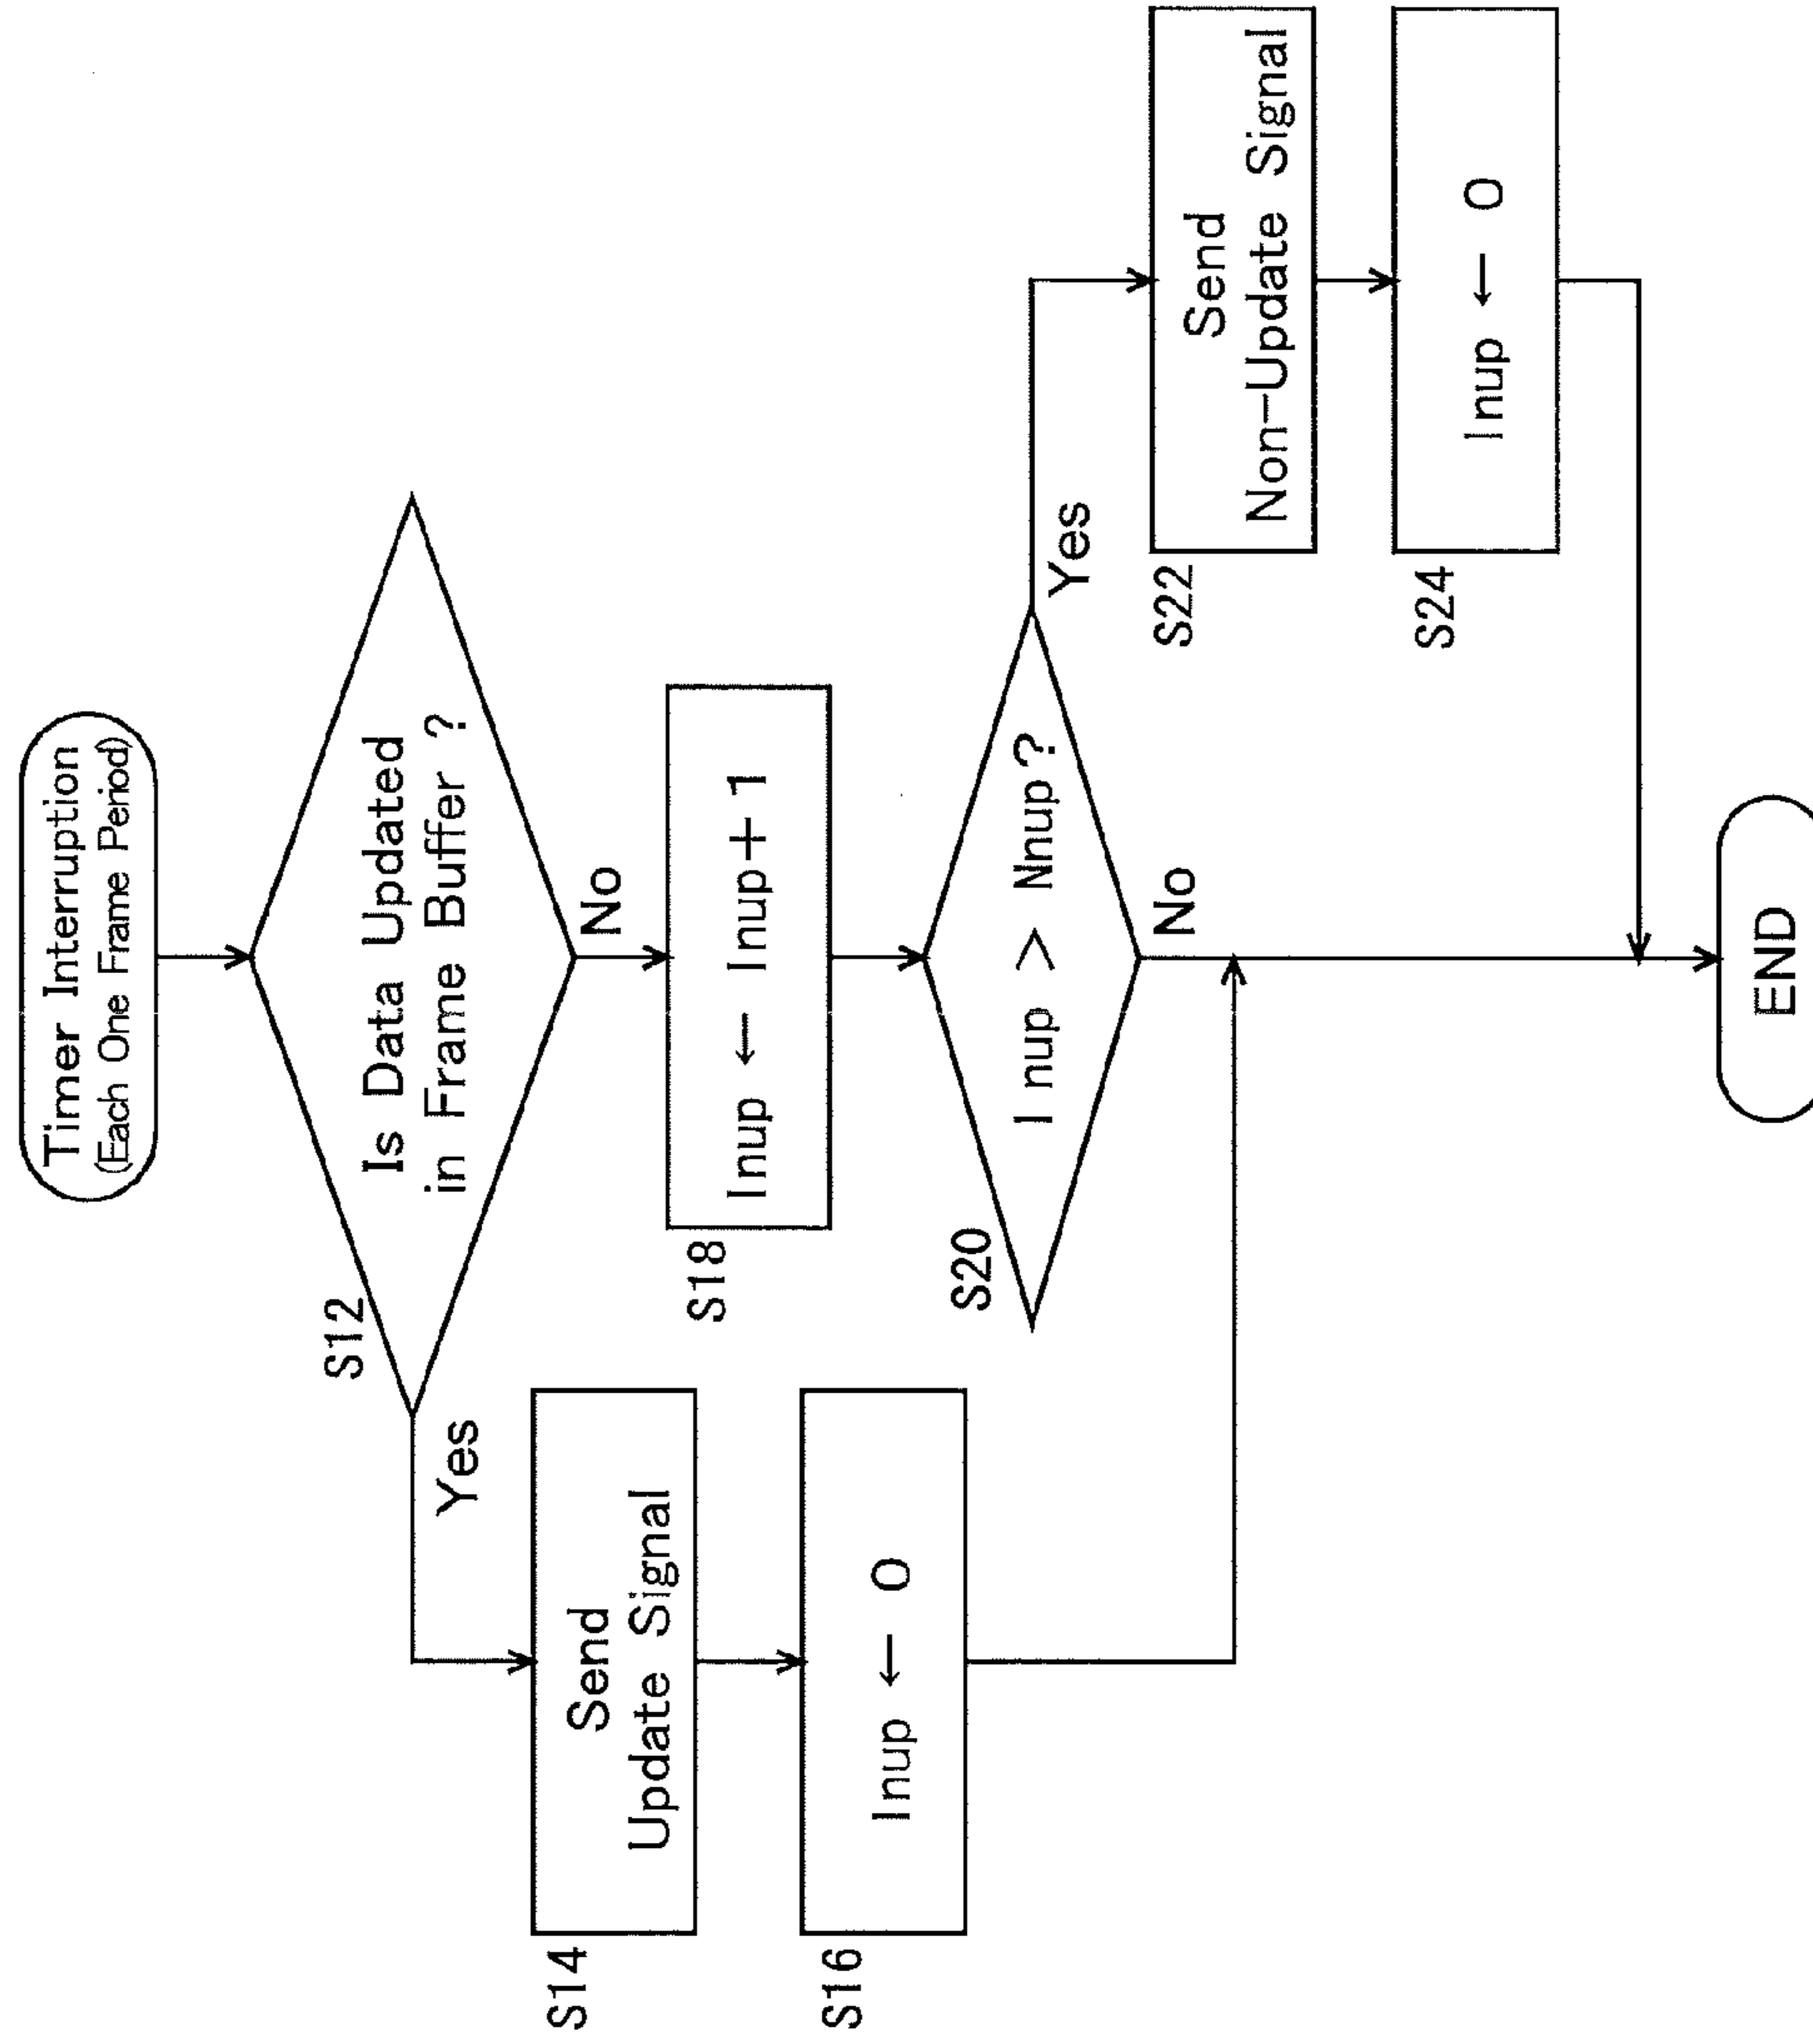 Timer Interruption
(Each One Frame Period)
S12
Is Data Updated
in Frame Buffer ?
Yes
No
S14
Send
Update Signal
S16
Inup ← 0
S18
Inup ← Inup+1
S20
Inup > Nnup?
Yes
No
S22
Send
Non-Update Signal
S24
Inup ← 0
END